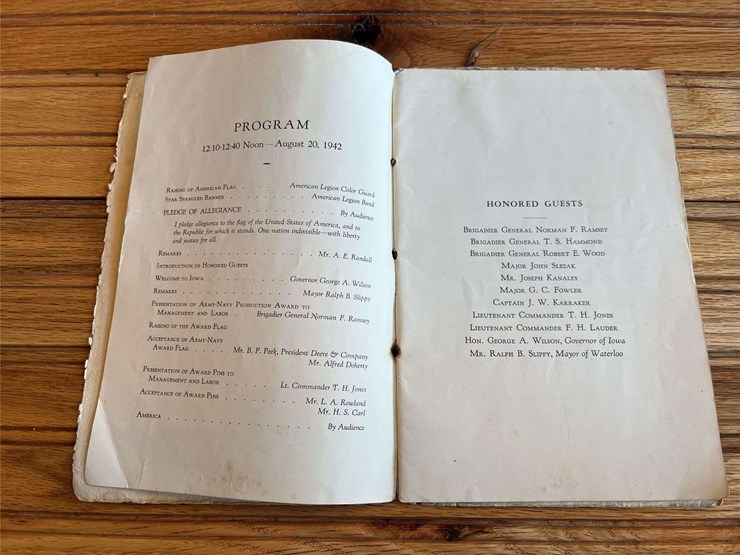 PROGRAM
12:10-12:40 Noon — August 20, 1942
Raising of American Flag . . . . . American Legion Color Guard
Star Spangled Banner . . . . . . . American Legion Band
PLEDGE OF ALLEGIANCE . . . . . . . . . . By Audience
I pledge allegiance to the flag of the United States of America, and to
the Republic for which it stands. One nation indivisible—with liberty
and justice for all.
Remarks . . . . . . . . . . . . . Mr. A. E. Randall
Introduction of Honored Guests
Welcome to Iowa . . . . . . . . Governor George A. Wilson
Remarks . . . . . . . . . . . . Mayor Ralph B. Slippy
Presentation of Army-Navy Production Award to
Management and Labor . . . Brigadier General Norman F. Ramsey
Raising of the Award Flag
Acceptance of Army-Navy
Award Flag . . . . Mr. B. F. Peek, President Deere & Company
Mr. Alfred Doherty
Presentation of Award Pins to
Management and Labor . . . . . . Lt. Commander T. H. Jones
Acceptance of Award Pins . . . . . . . . Mr. L. A. Rowland
Mr. H. S. Carl
America . . . . . . . . . . . . . . . By Audience
HONORED GUESTS
Brigadier General Norman F. Ramsey
Brigadier General T. S. Hammond
Brigadier General Robert E. Wood
Major John Slezak
Mr. Joseph Kanaley
Major G. C. Fowler
Captain J. W. Karraker
Lieutenant Commander T. H. Jones
Lieutenant Commander F. H. Lauder
Hon. George A. Wilson, Governor of Iowa
Mr. Ralph B. Slippy, Mayor of Waterloo